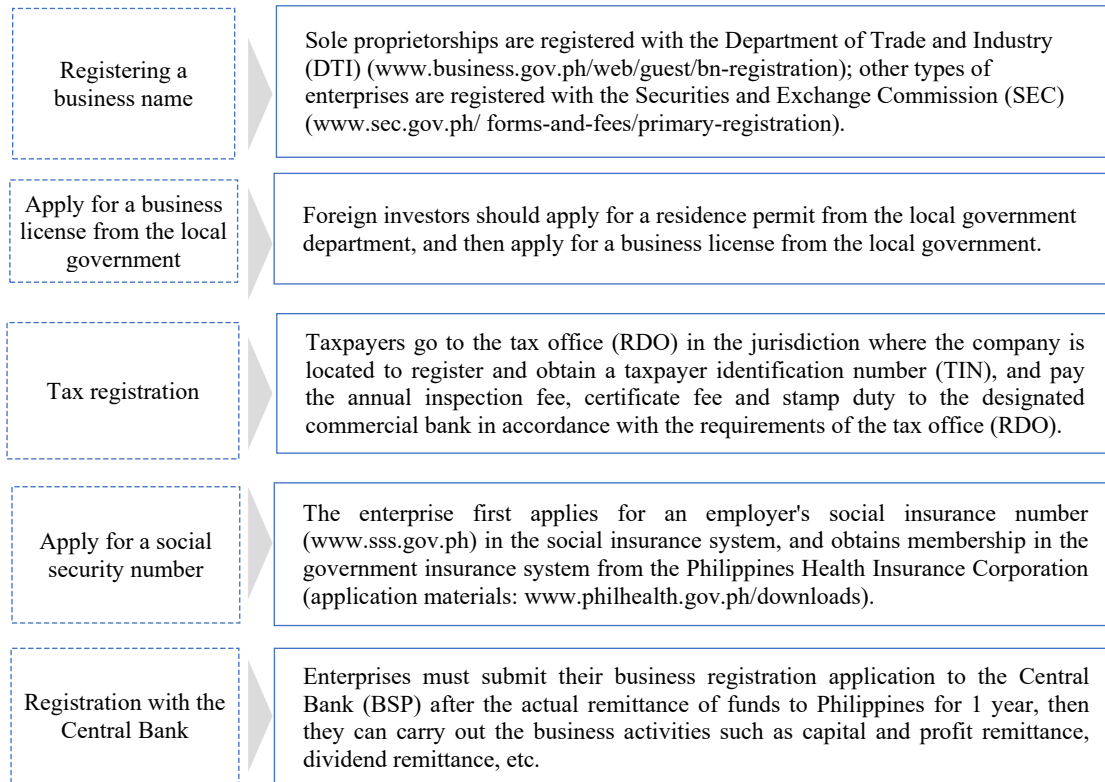 Registering a
business name
Sole proprietorships are registered with the Department of Trade and Industry
(DTI) (www.business.gov.ph/web/guest/bn-registration); other types of
enterprises are registered with the Securities and Exchange Commission (SEC)
(www.sec.gov.ph/ forms-and-fees/primary-registration).
Apply for a business
license from the local
government
Foreign investors should apply for a residence permit from the local government
department, and then apply for a business license from the local government.
Tax registration
Taxpayers go to the tax office (RDO) in the jurisdiction where the company is
located to register and obtain a taxpayer identification number (TIN), and pay
the annual inspection fee, certificate fee and stamp duty to the designated
commercial bank in accordance with the requirements of the tax office (RDO).
Apply for a social
security number
The enterprise first applies for an employer's social insurance number
(www.sss.gov.ph) in the social insurance system, and obtains membership in the
government insurance system from the Philippines Health Insurance Corporation
(application materials: www.philhealth.gov.ph/downloads).
Registration with the
Central Bank
Enterprises must submit their business registration application to the Central
Bank (BSP) after the actual remittance of funds to Philippines for 1 year, then
they can carry out the business activities such as capital and profit remittance,
dividend remittance, etc.